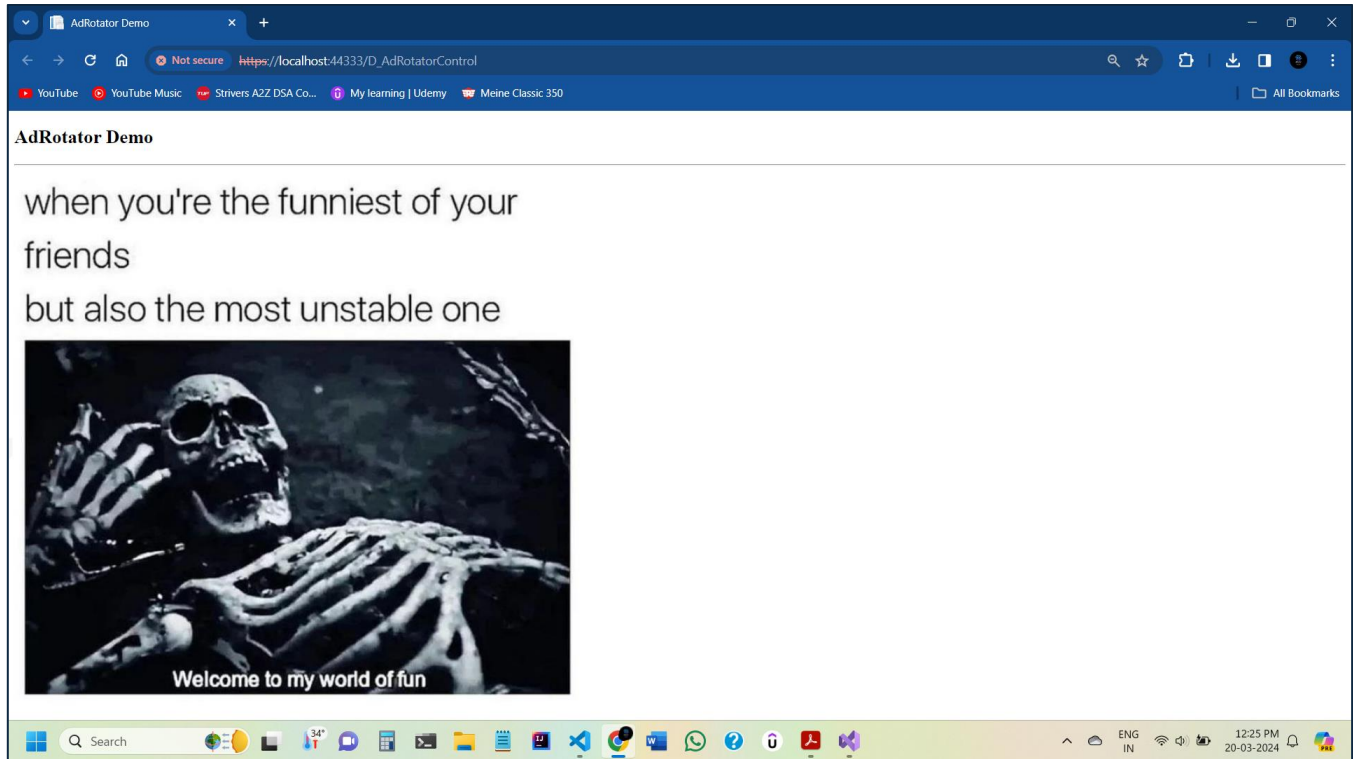 AdRotator Demo
Not secure https://localhost:44333/D_AdRotatorControl
YouTube YouTube Music Strivers A2Z DSA Co... My learning | Udemy Meine Classic 350 All Bookmarks
AdRotator Demo
when you're the funniest of your
friends
but also the most unstable one
Welcome to my world of fun
Search 34° ENG 12:25 PM
IN 20-03-2024